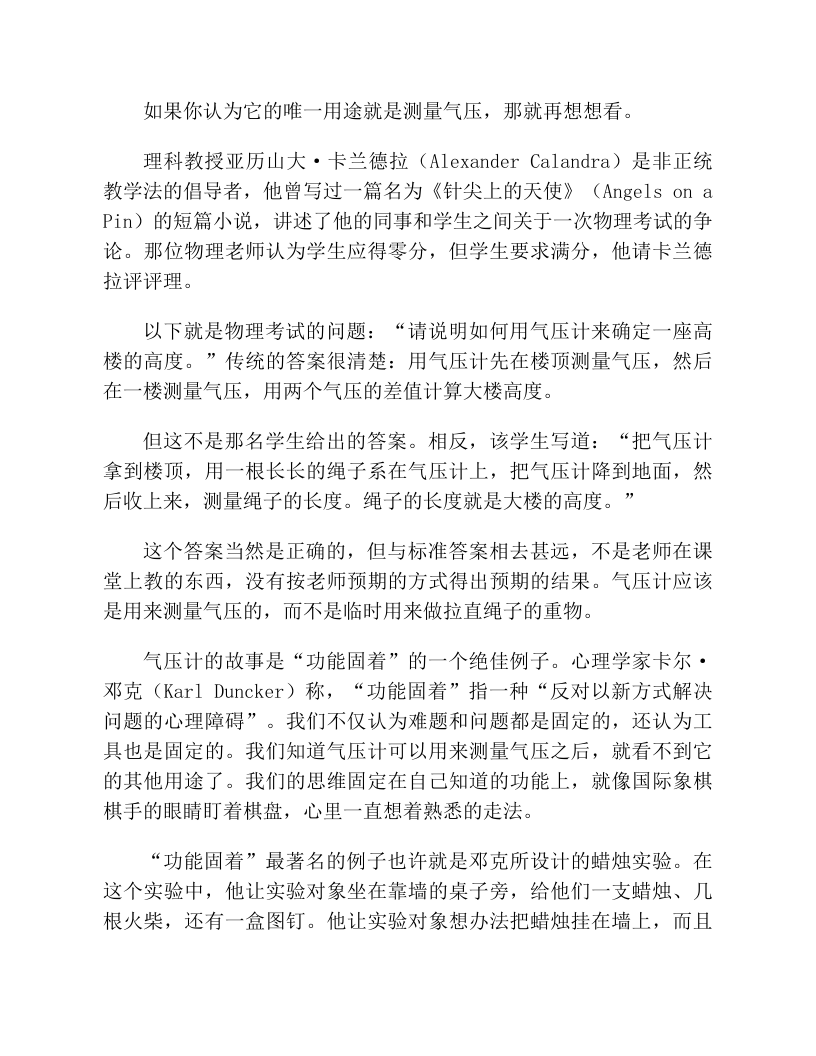 如果你认为它的唯一用途就是测量气压，那就再想想看。
理科教授亚历山大·卡兰德拉（Alexander Calandra）是非正统
教学法的倡导者，他曾写过一篇名为《针尖上的天使》（Angels on a
Pin）的短篇小说，讲述了他的同事和学生之间关于一次物理考试的争
论。那位物理老师认为学生应得零分，但学生要求满分，他请卡兰德
拉评评理。
以下就是物理考试的问题：“请说明如何用气压计来确定一座高
楼的高度。”传统的答案很清楚：用气压计先在楼顶测量气压，然后
在一楼测量气压，用两个气压的差值计算大楼高度。
但这不是那名学生给出的答案。相反，该学生写道：“把气压计
拿到楼顶，用一根长长的绳子系在气压计上，把气压计降到地面，然
后收上来，测量绳子的长度。绳子的长度就是大楼的高度。”
这个答案当然是正确的，但与标准答案相去甚远，不是老师在课
堂上教的东西，没有按老师预期的方式得出预期的结果。气压计应该
是用来测量气压的，而不是临时用来做拉直绳子的重物。
气压计的故事是“功能固着”的一个绝佳例子。心理学家卡尔·
邓克（Karl Duncker）称，“功能固着”指一种“反对以新方式解决
问题的心理障碍”。我们不仅认为难题和问题都是固定的，还认为工
具也是固定的。我们知道气压计可以用来测量气压之后，就看不到它
的其他用途了。我们的思维固定在自己知道的功能上，就像国际象棋
棋手的眼睛盯着棋盘，心里一直想着熟悉的走法。
“功能固着”最著名的例子也许就是邓克所设计的蜡烛实验。在
这个实验中，他让实验对象坐在靠墙的桌子旁，给他们一支蜡烛、几
根火柴，还有一盒图钉。他让实验对象想办法把蜡烛挂在墙上，而且